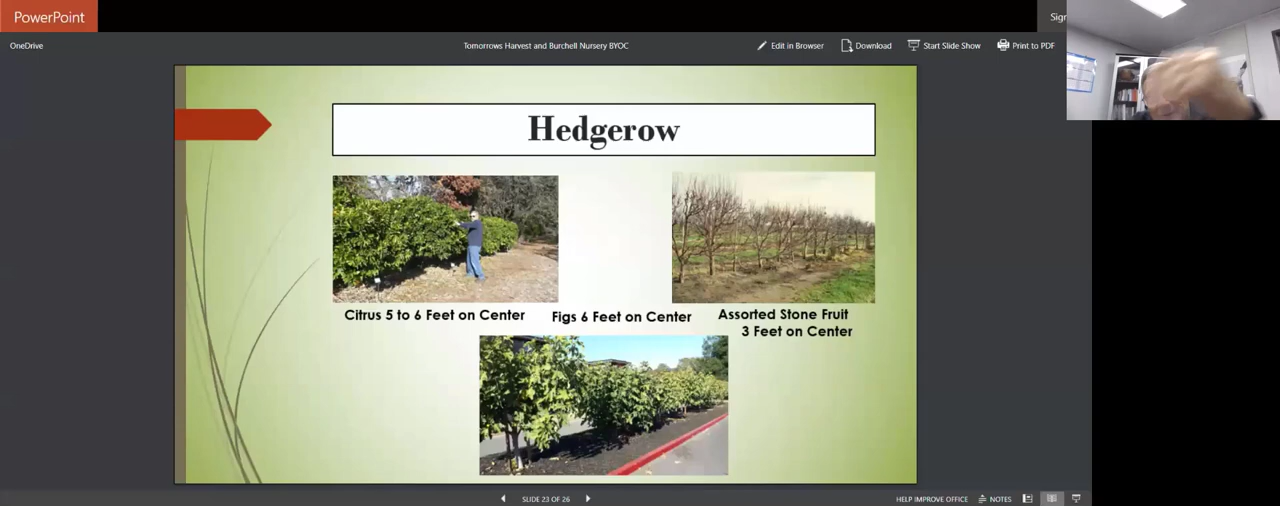 PowerPoint
Sign
OneDrive
Tomorrows Harvest and Burchell Nursery BYOC
Edit in Browser
Download
Start Slide Show
Print to PDF
Hedgerow
Citrus 5 to 6 Feet on Center
Figs 6 Feet on Center
Assorted Stone Fruit
3 Feet on Center
SLIDE 23 OF 26
HELP IMPROVE OFFICE
NOTES